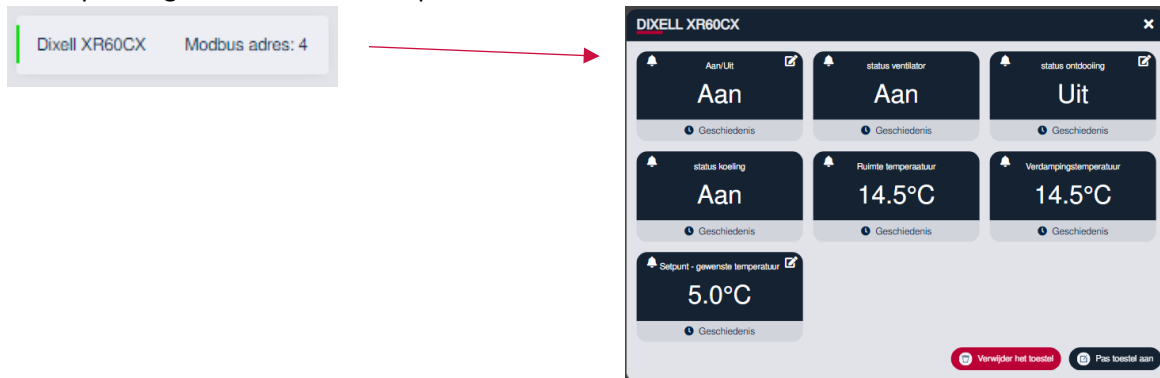 Dixell XR60CX Modbus adres: 4
DIXELL XR60CX
Aan/Uit
Aan
Geschiedenis
status ventilator
Aan
Geschiedenis
status ontdooiing
Uit
Geschiedenis
status koeling
Aan
Geschiedenis
Ruimte temperaatuur
14.5°C
Geschiedenis
Verdampingstemperatuur
14.5°C
Geschiedenis
Setpunt - gewenste temperatuur
5.0°C
Geschiedenis
Verwijder het toestel
Pas toestel aan